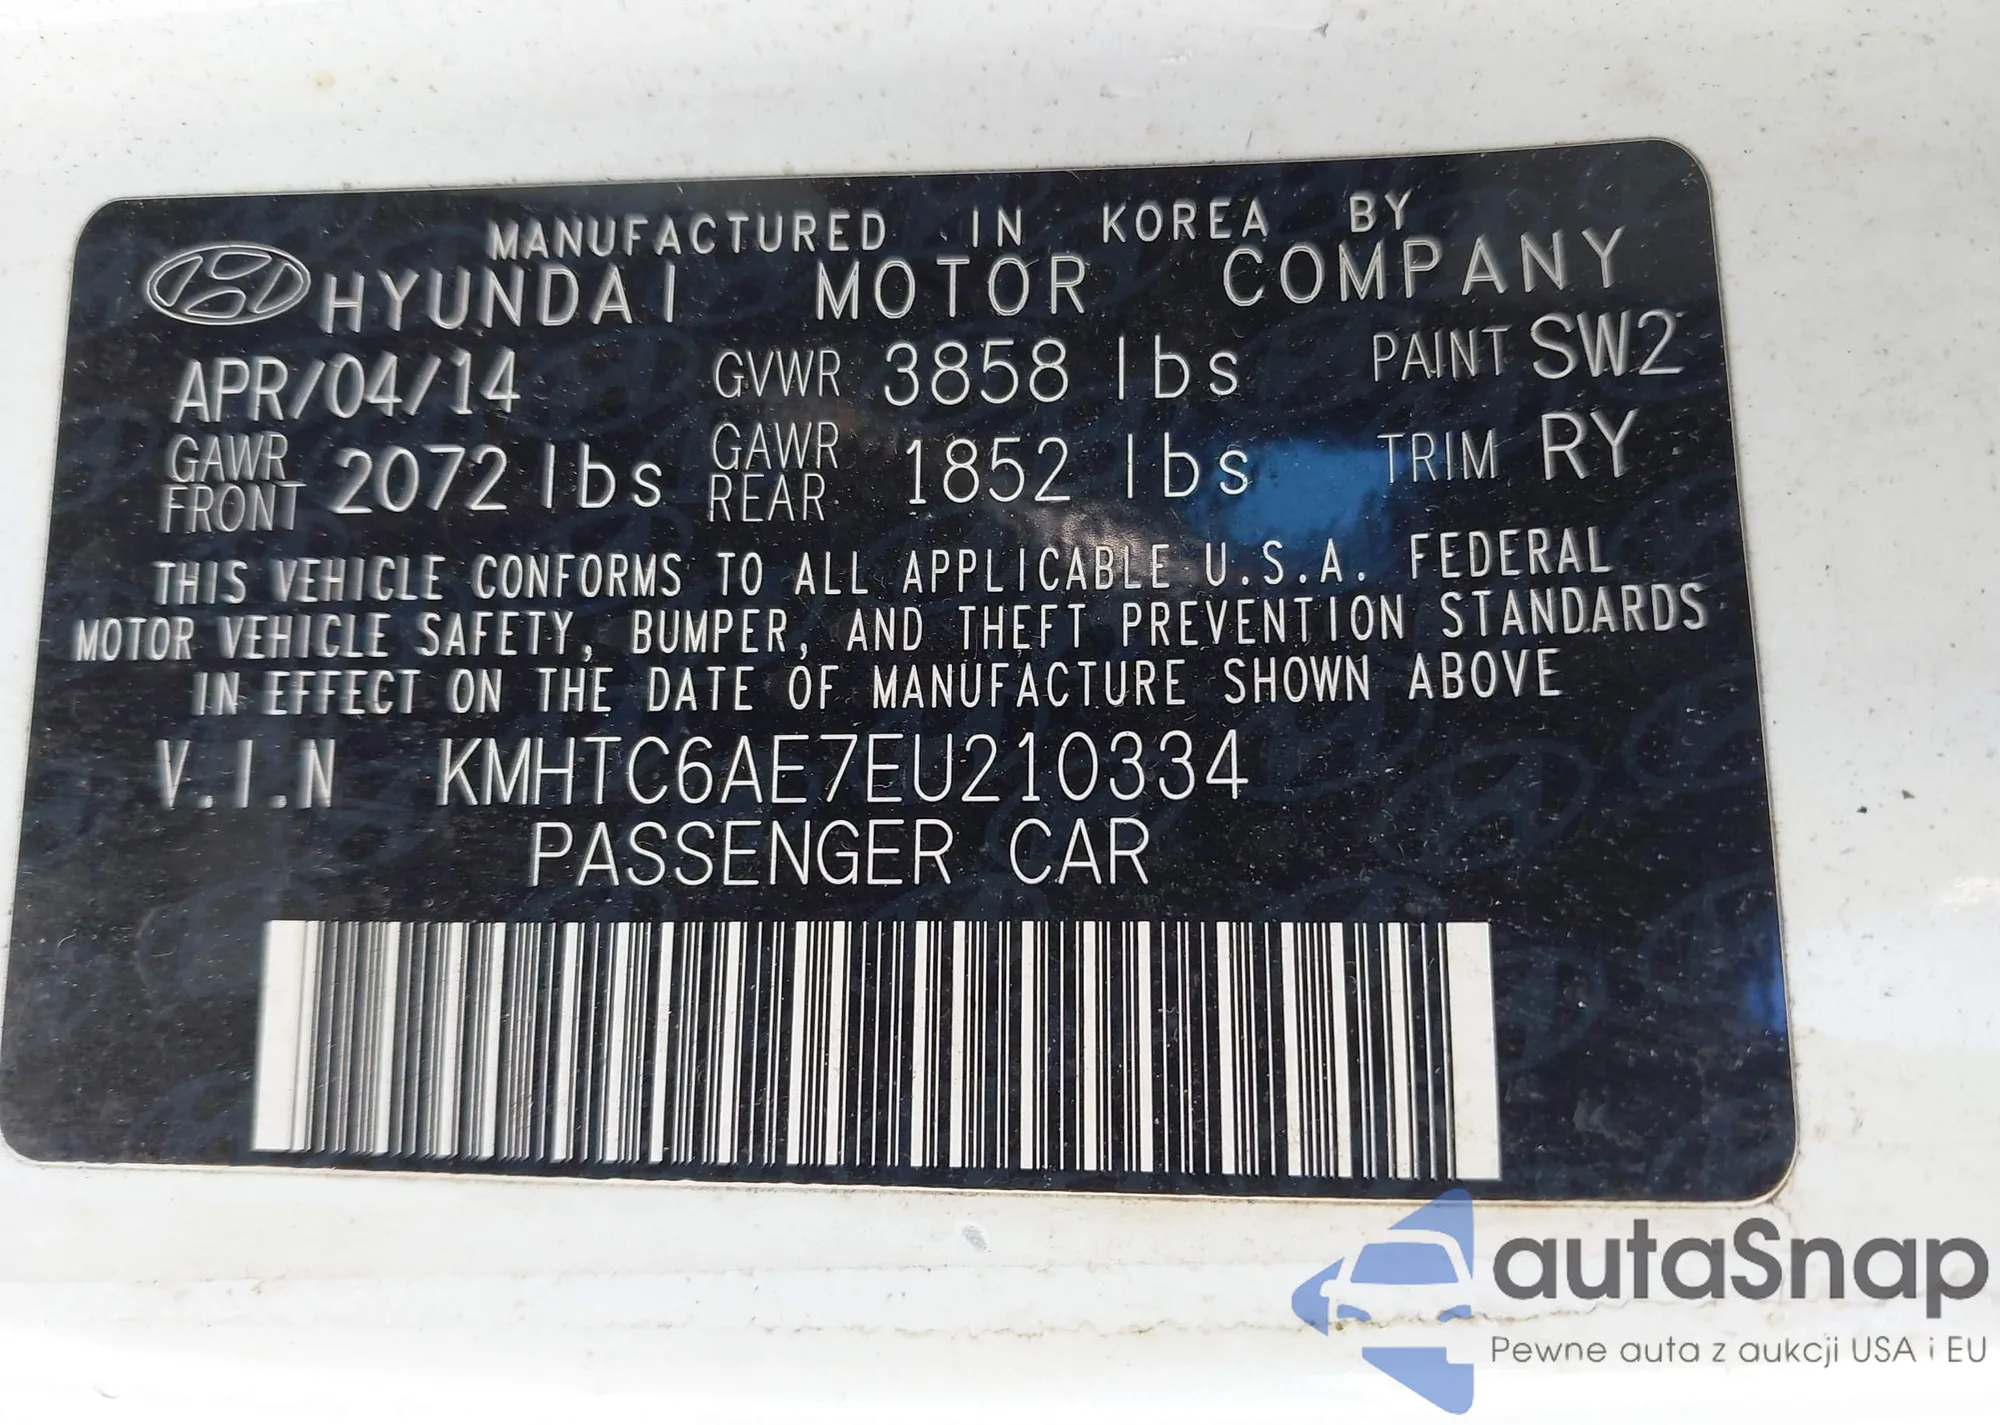 MANUFACTURED IN KOREA BY
HYUNDAI MOTOR COMPANY
APR/04/14 GVWR 3858 lbs PAINT SW2
GAWR FRONT 2072 lbs GAWR REAR 1852 lbs TRIM RY
THIS VEHICLE CONFORMS TO ALL APPLICABLE U.S.A. FEDERAL
MOTOR VEHICLE SAFETY, BUMPER, AND THEFT PREVENTION STANDARDS
IN EFFECT ON THE DATE OF MANUFACTURE SHOWN ABOVE
V.I.N KMHTC6AE7EU210334
PASSENGER CAR
autaSnap
Pewne auta z aukcji USA i EU